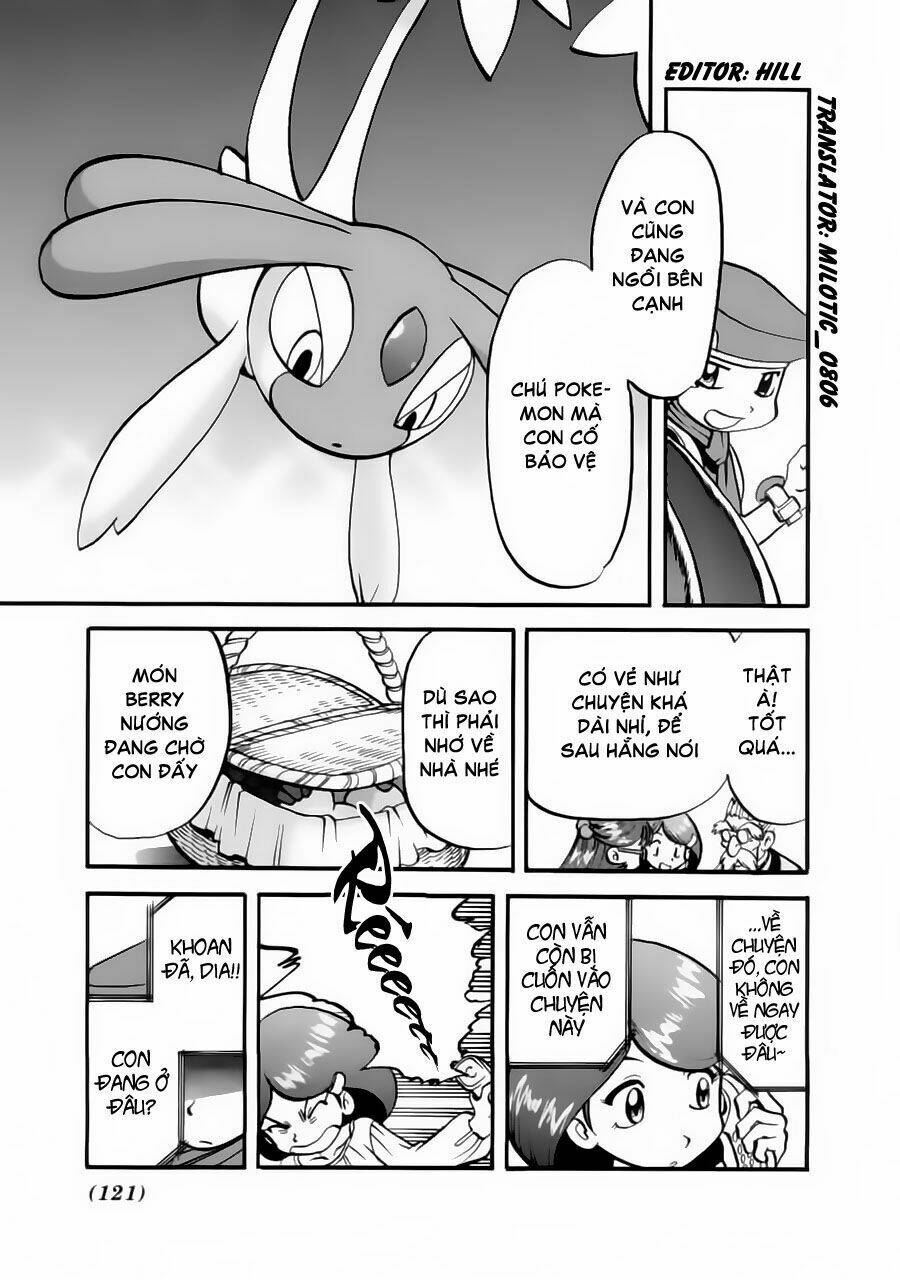 EDITOR: HILL
TRANSLATOR: MILOTIC_0806
VÀ CON
CŨNG
ĐANG
NGỒI BÊN
CẠNH
CHÚ POKE-
MON MÀ
CON CỐ
BẢO VỆ
THẬT
À!
TỐT
QUÁ...
CÓ VẺ NHƯ
CHUYỆN KHÁ
DÀI NHỈ, ĐỂ
SAU HẲNG NÓI
DÙ SAO
THÌ PHẢI
NHỚ VỀ
NHÀ NHÉ
MÓN
BERRY
NƯỚNG
ĐANG CHỜ
CON ĐẤY
...VỀ
CHUYỆN
ĐÓ, CON
KHÔNG
VỀ NGAY
ĐƯỢC
ĐÂU~
CON VẪN
CÒN BỊ
CUỐN VÀO
CHUYỆN
NÀY
Réeeet
KHOAN
ĐÃ, DIA!!
CON
ĐANG Ở
ĐÂU?
(121)